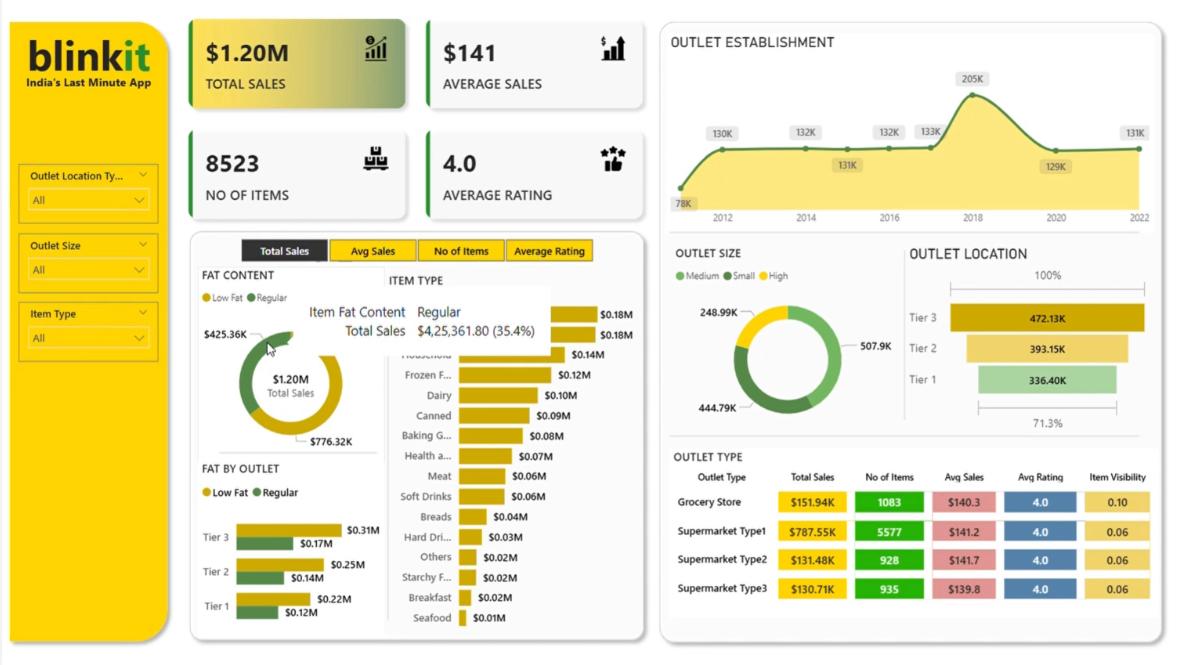 blinkit
India's Last Minute App
Outlet Location Ty...
All
Outlet Size
All
Item Type
All
$1.20M
TOTAL SALES
$141
AVERAGE SALES
8523
NO OF ITEMS
4.0
AVERAGE RATING
Total Sales Avg Sales No of Items Average Rating
FAT CONTENT
Low Fat Regular
$425.36K
$1.20M
Total Sales
$776.32K
Item Fat Content Regular
Total Sales $4,25,361.80 (35.4%)
FAT BY OUTLET
Low Fat Regular
Tier 3 $0.31M
$0.17M
Tier 2 $0.25M
$0.14M
Tier 1 $0.22M
$0.12M
ITEM TYPE
$0.18M
$0.18M
Household $0.14M
Frozen F... $0.12M
Dairy $0.10M
Canned $0.09M
Baking G... $0.08M
Health a... $0.07M
Meat $0.06M
Soft Drinks $0.06M
Breads $0.04M
Hard Dri... $0.03M
Others $0.02M
Starchy F... $0.02M
Breakfast $0.02M
Seafood $0.01M
OUTLET ESTABLISHMENT
78K 130K 132K 131K 132K 133K 205K 129K 131K
2012 2014 2016 2018 2020 2022
OUTLET SIZE
Medium Small High
248.99K
507.9K
444.79K
OUTLET LOCATION
100%
Tier 3 472.13K
Tier 2 393.15K
Tier 1 336.40K
71.3%
OUTLET TYPE
Outlet Type Total Sales No of Items Avg Sales Avg Rating Item Visibility
Grocery Store $151.94K 1083 $140.3 4.0 0.10
Supermarket Type1 $787.55K 5577 $141.2 4.0 0.06
Supermarket Type2 $131.48K 928 $141.7 4.0 0.06
Supermarket Type3 $130.71K 935 $139.8 4.0 0.06